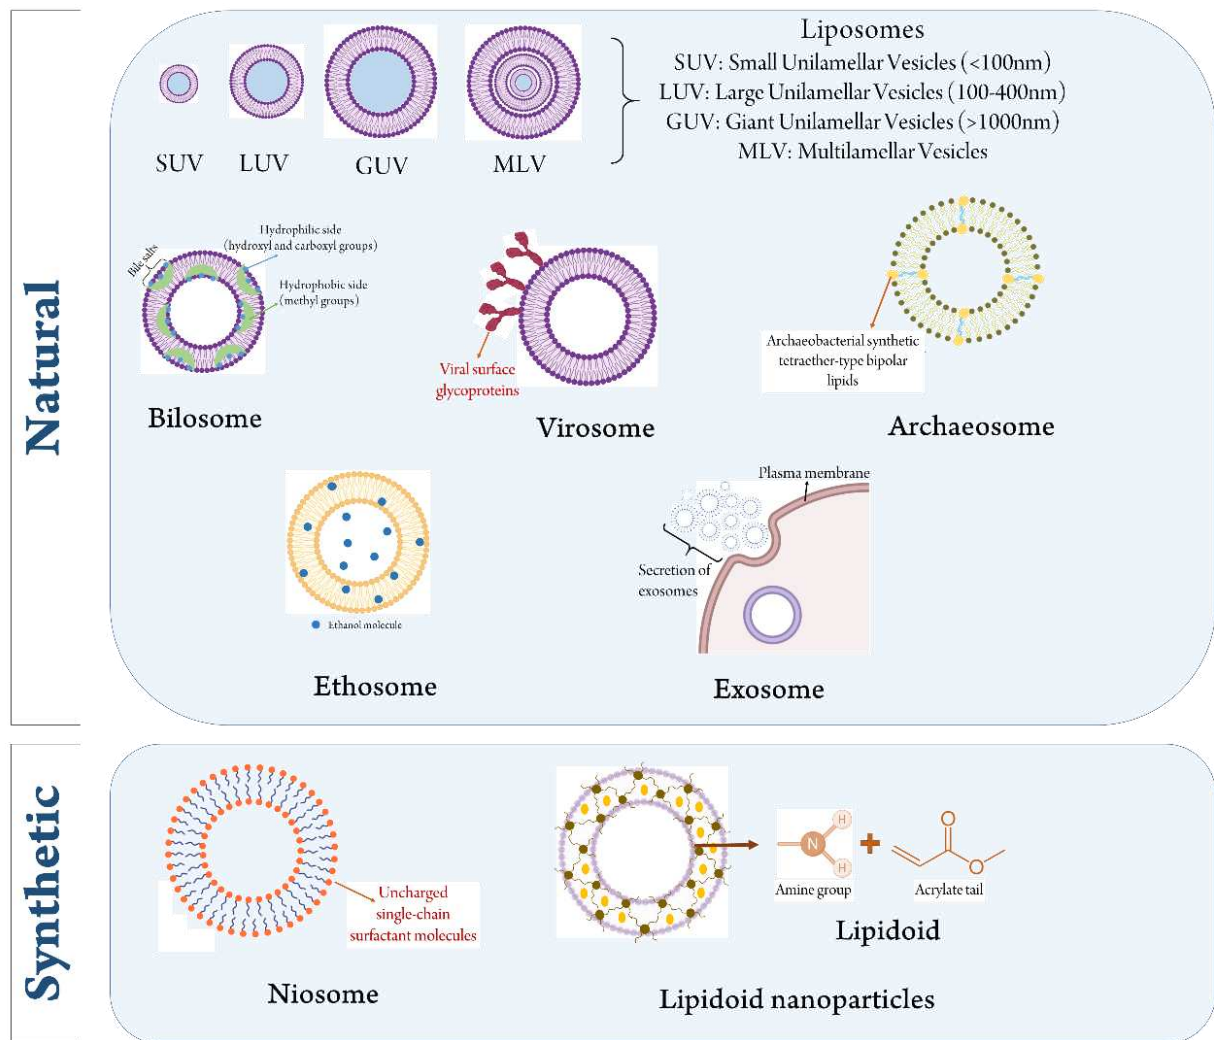 Natural
Liposomes
SUV: Small Unilamellar Vesicles (<100nm)
LUV: Large Unilamellar Vesicles (100-400nm)
GUV: Giant Unilamellar Vesicles (>1000nm)
MLV: Multilamellar Vesicles
SUV
LUV
GUV
MLV
Bile salts
Hydrophilic side
(hydroxyl and carboxyl groups)
Hydrophobic side
(methyl groups)
Bilosome
Viral surface
glycoproteins
Virosome
Archaeobacterial synthetic
tetraether-type bipolar
lipids
Archaeosome
Ethanol molecule
Ethosome
Plasma membrane
Secretion of
exosomes
Exosome
Synthetic
Uncharged
single-chain
surfactant molecules
Niosome
N
H
H
+
O
O
Amine group
Acrylate tail
Lipidoid
Lipidoid nanoparticles